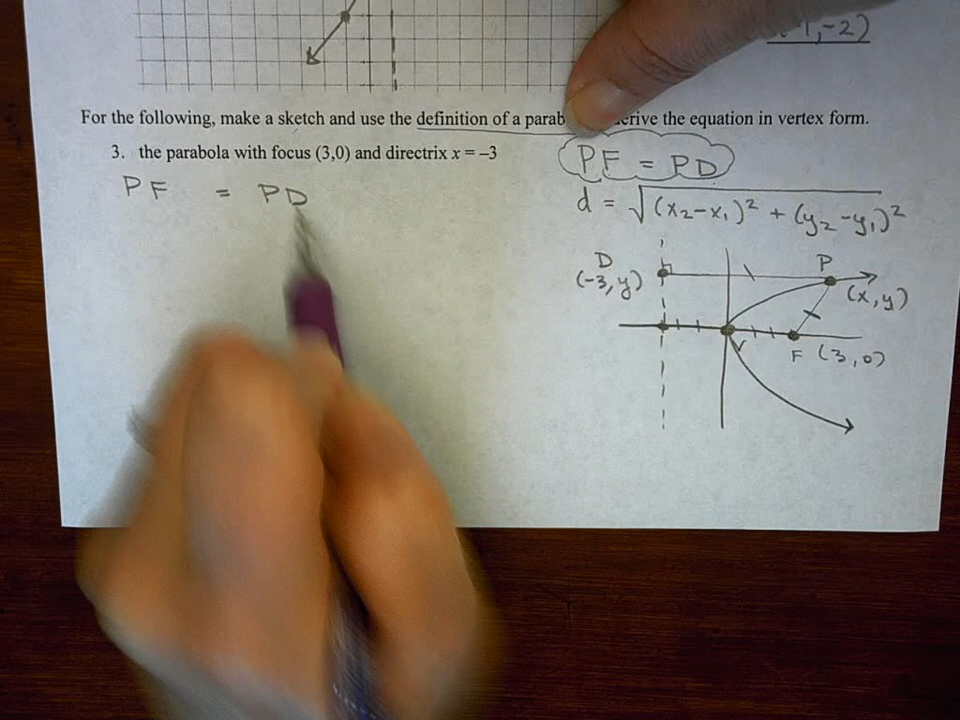 -1,-2)
For the following, make a sketch and use the definition of a parab erive the equation in vertex form.
3. the parabola with focus (3,0) and directrix x = –3
PF = PD
PF = PD
d = √(x₂-x₁)² + (y₂-y₁)²
D
P
(-3,y)
(x,y)
V
F (3,0)